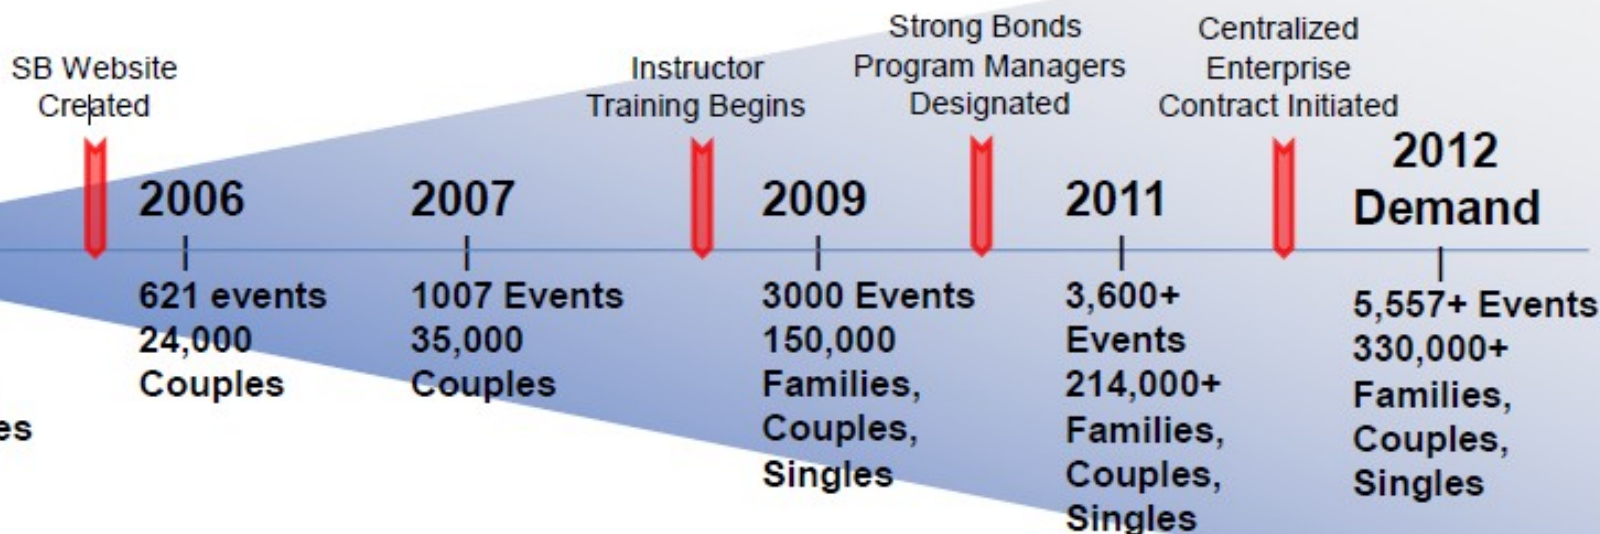 SB Website
Created
Instructor
Training Begins
Strong Bonds
Program Managers
Designated
Centralized
Enterprise
Contract Initiated
2006
2007
2009
2011
2012
Demand
621 events
24,000
Couples
1007 Events
35,000
Couples
3000 Events
150,000
Families,
Couples,
Singles
3,600+
Events
214,000+
Families,
Couples,
Singles
5,557+ Events
330,000+
Families,
Couples,
Singles
es